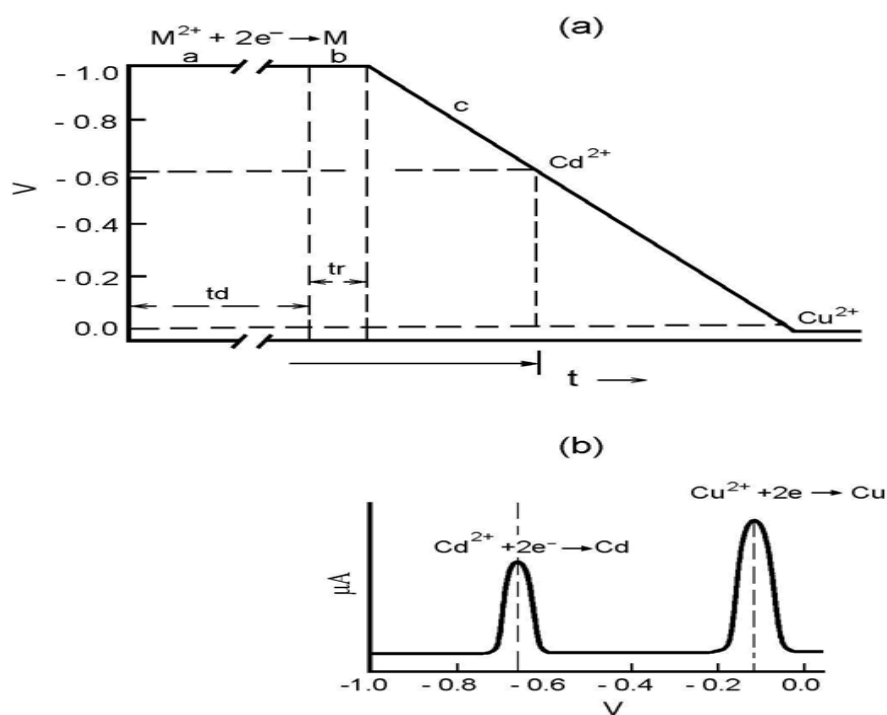 (a)
M²⁺ + 2e⁻ → M
a b
- 1.0
- 0.8
c
Cd²⁺
- 0.6
V
- 0.4
- 0.2
tr
td
Cu²⁺
0.0
t →
(b)
Cu²⁺ +2e → Cu
Cd²⁺ +2e⁻ → Cd
μA
-1.0 - 0.8 - 0.6 - 0.4 - 0.2 0.0
V